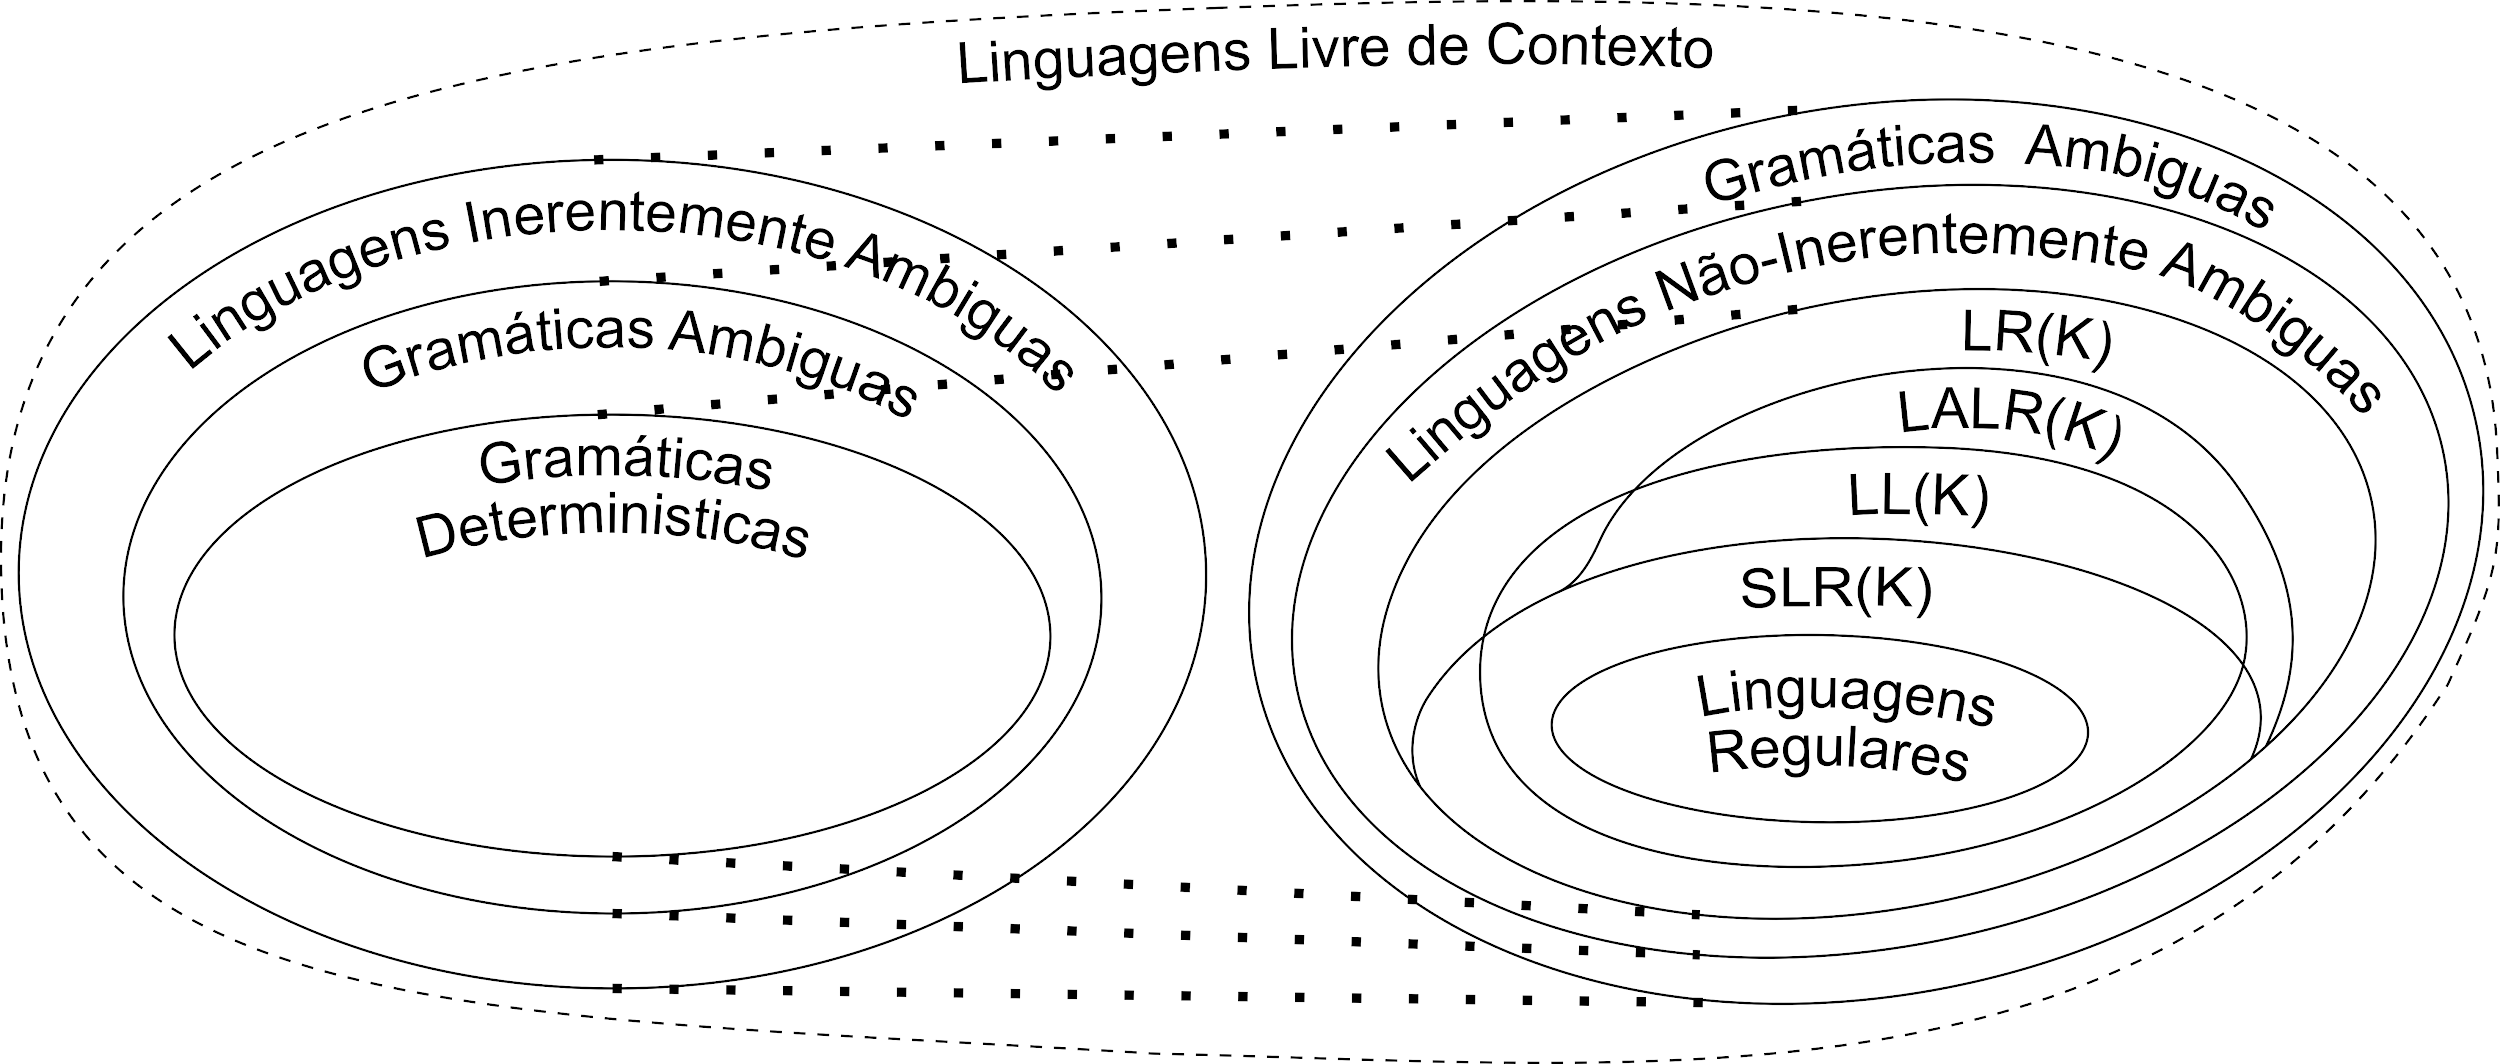 Linguagens Livre de Contexto
Linguagens Inerentemente Ambiguas
Gramáticas Ambiguas
Gramáticas
Determinísticas
Gramáticas Ambiguas
Linguagens Não-Inerentemente Ambiguas
LR(K)
LALR(K)
LL(K)
SLR(K)
Linguagens
Regulares